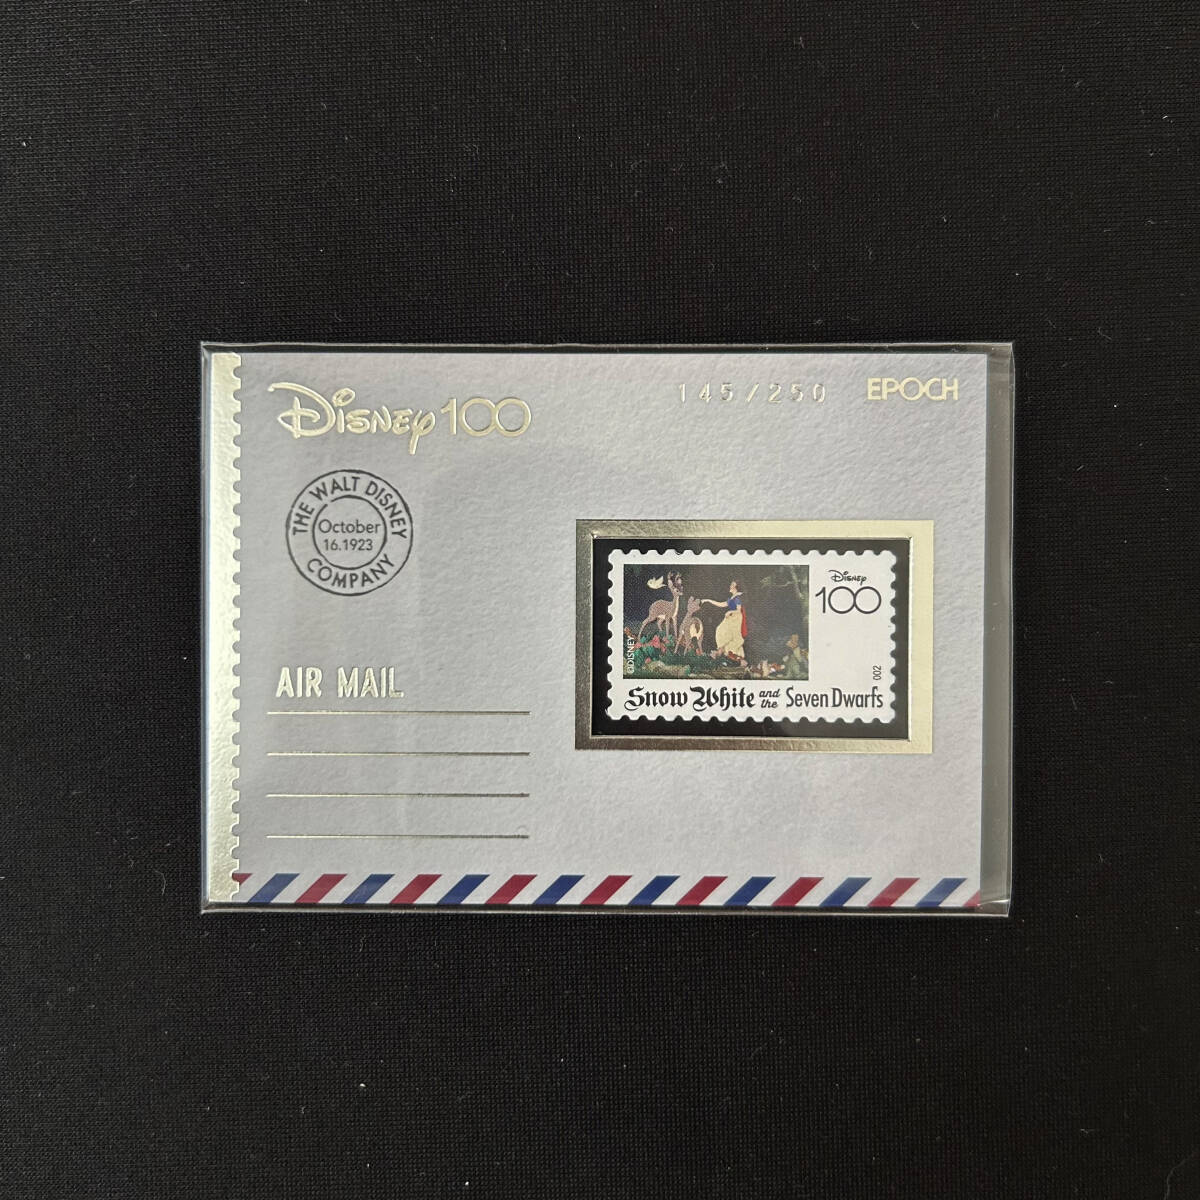 Disney100
145/250
EPOCH
THE WALT DISNEY COMPANY
October
16.1923
AIR MAIL
Disney
100
©DISNEY
002
Snow White and the Seven Dwarfs